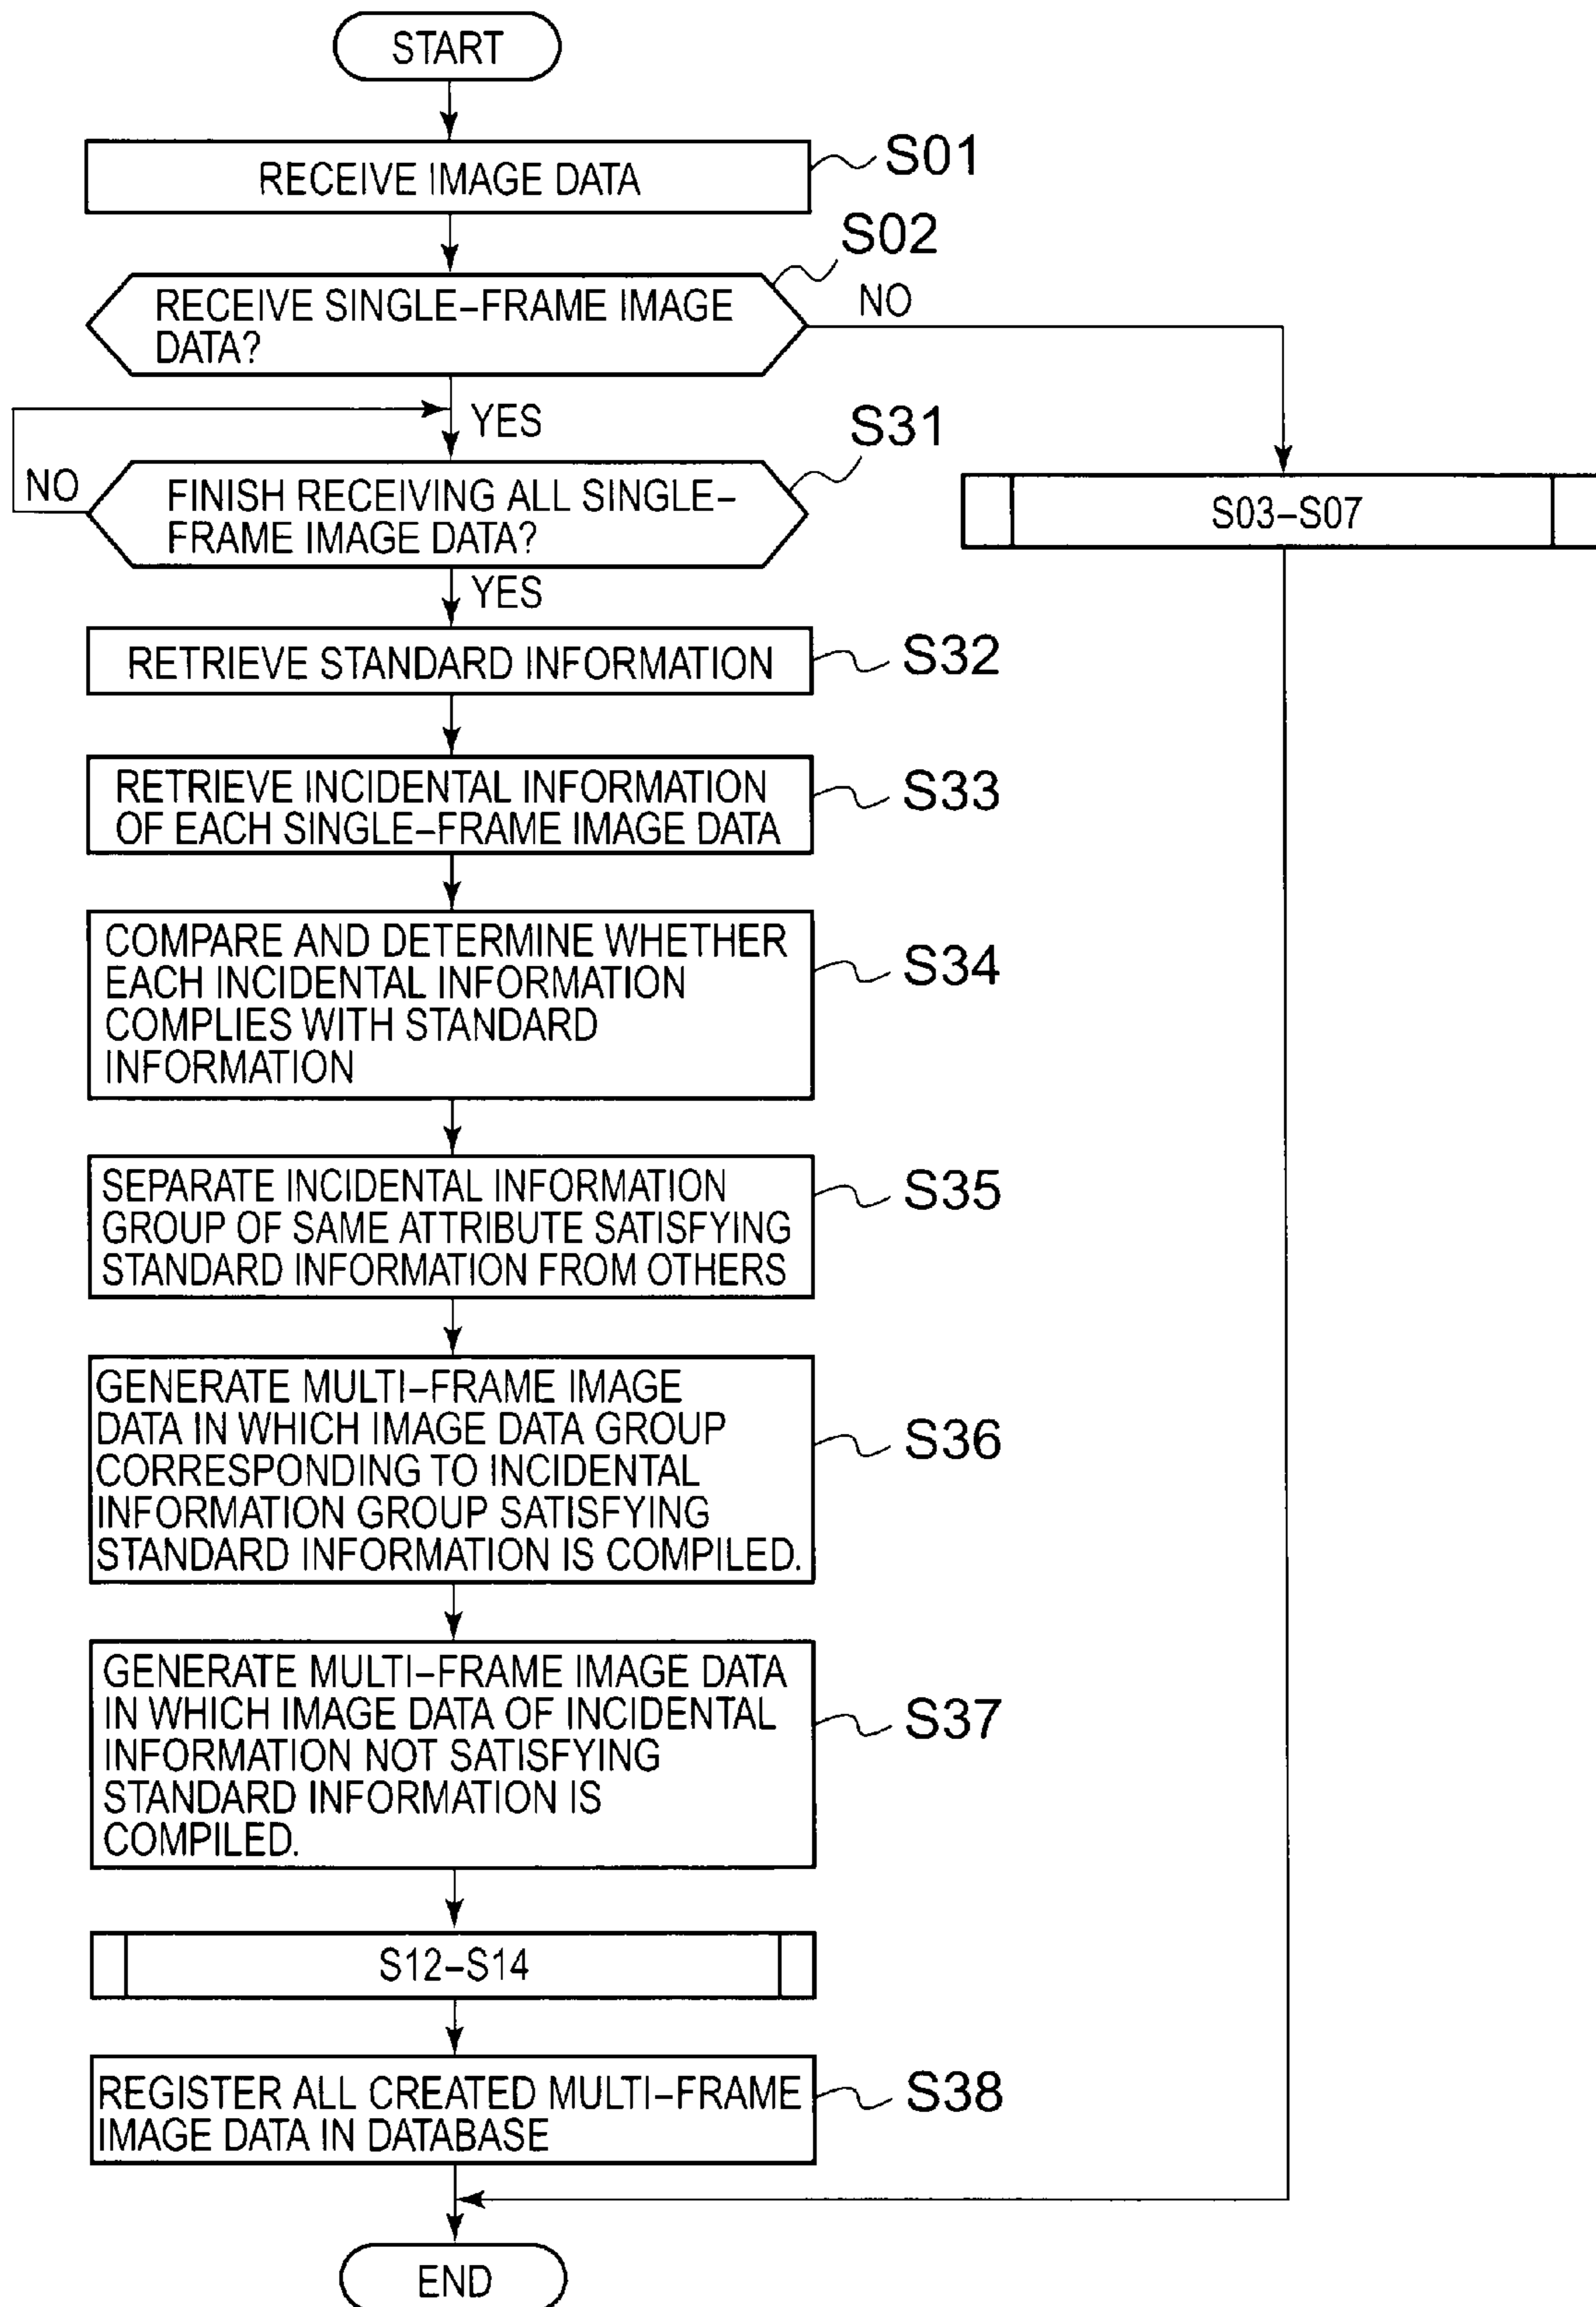 START
RECEIVE IMAGE DATA
S01
S02
RECEIVE SINGLE-FRAME IMAGE
DATA?
NO
YES
S31
NO
FINISH RECEIVING ALL SINGLE-
FRAME IMAGE DATA?
S03-S07
YES
RETRIEVE STANDARD INFORMATION
S32
RETRIEVE INCIDENTAL INFORMATION
OF EACH SINGLE-FRAME IMAGE DATA
S33
COMPARE AND DETERMINE WHETHER
EACH INCIDENTAL INFORMATION
COMPLIES WITH STANDARD
INFORMATION
S34
SEPARATE INCIDENTAL INFORMATION
GROUP OF SAME ATTRIBUTE SATISFYING
STANDARD INFORMATION FROM OTHERS
S35
GENERATE MULTI-FRAME IMAGE
DATA IN WHICH IMAGE DATA GROUP
CORRESPONDING TO INCIDENTAL
INFORMATION GROUP SATISFYING
STANDARD INFORMATION IS COMPILED.
S36
GENERATE MULTI-FRAME IMAGE DATA
IN WHICH IMAGE DATA OF INCIDENTAL
INFORMATION NOT SATISFYING
STANDARD INFORMATION IS
COMPILED.
S37
S12-S14
REGISTER ALL CREATED MULTI-FRAME
IMAGE DATA IN DATABASE
S38
END